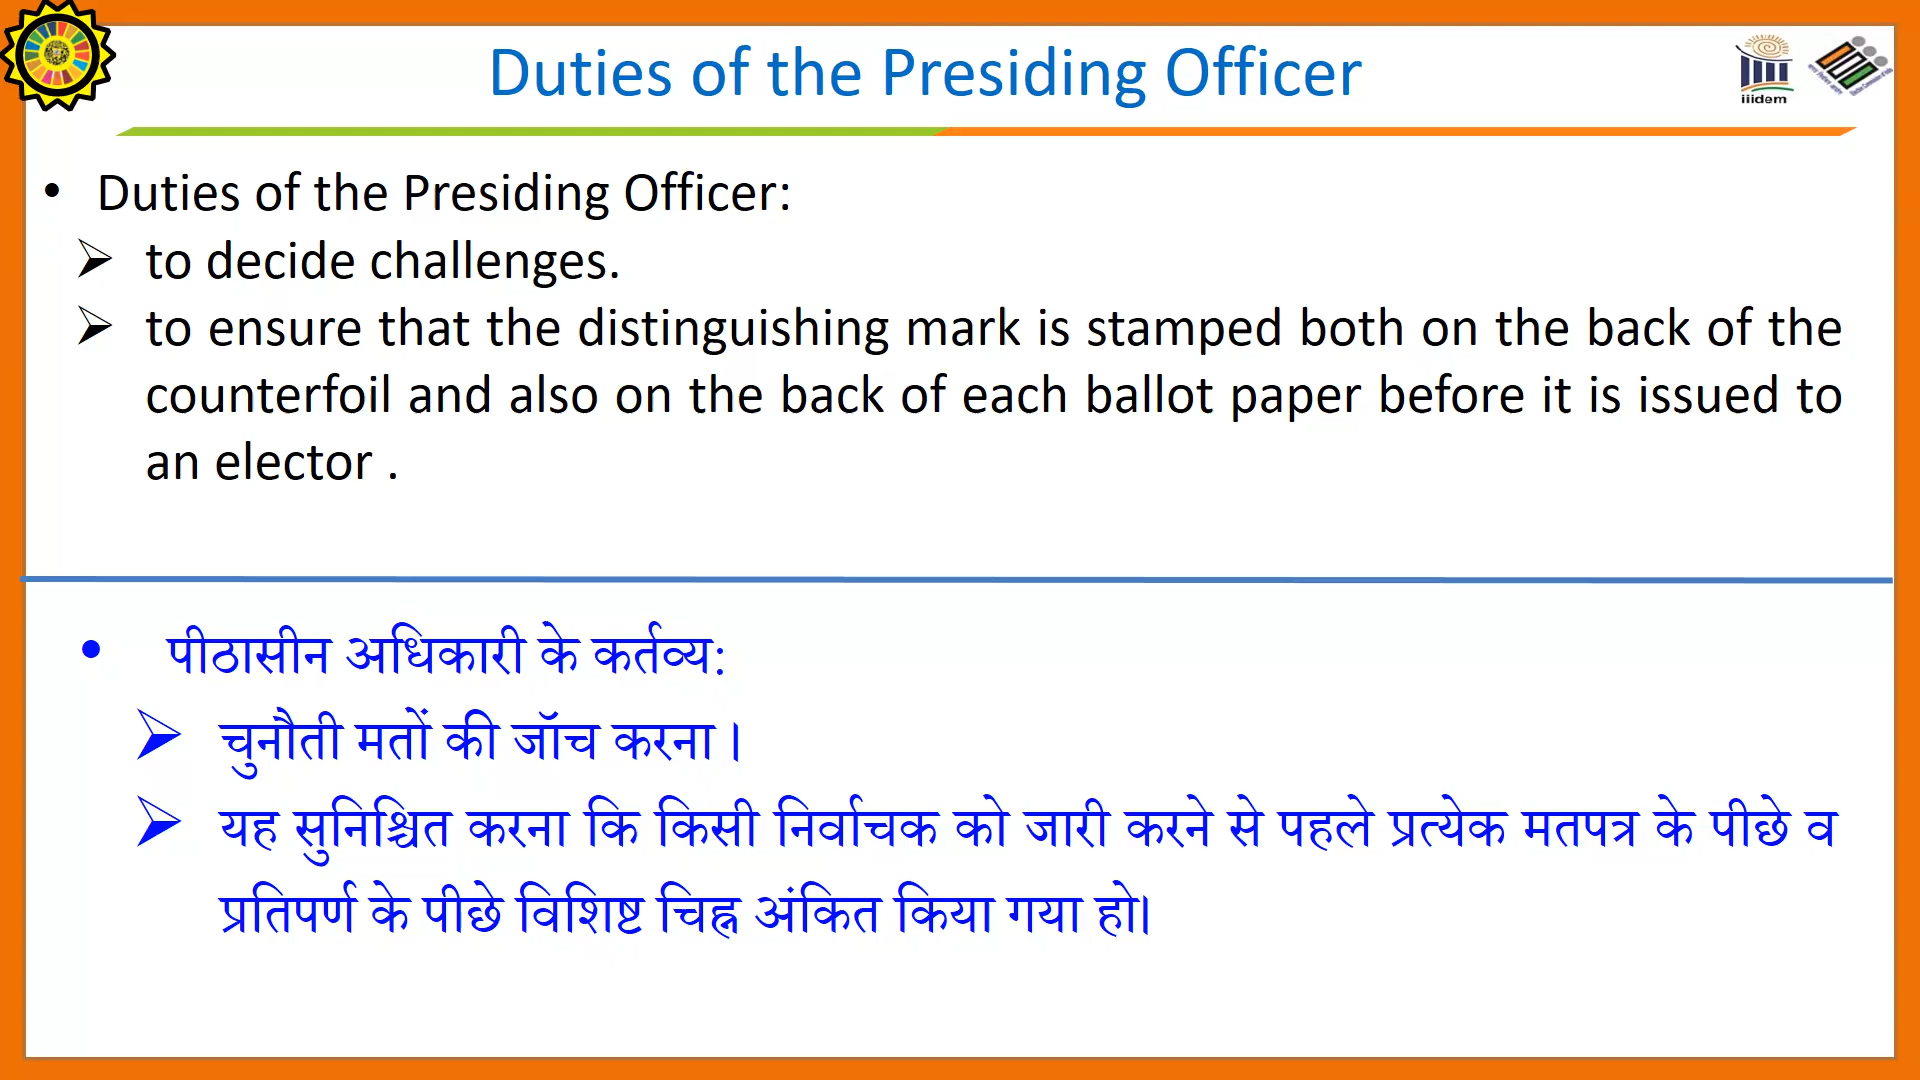 Duties of the Presiding Officer
iiidem
• Duties of the Presiding Officer:
➢ to decide challenges.
➢ to ensure that the distinguishing mark is stamped both on the back of the
counterfoil and also on the back of each ballot paper before it is issued to
an elector .
• पीठासीन अधिकारी के कर्तव्य:
➢ चुनौती मतों की जॉच करना।
➢ यह सुनिश्चित करना कि किसी निर्वाचक को जारी करने से पहले प्रत्येक मतपत्र के पीछे व
प्रतिपर्ण के पीछे विशिष्ट चिह्न अंकित किया गया हो।